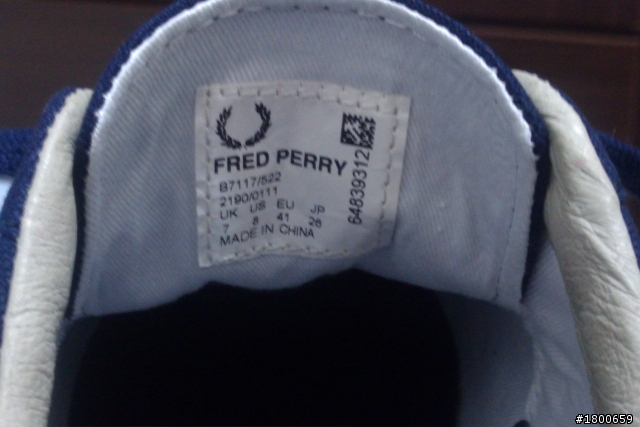 FRED PERRY
B7117/522
2190/0111
UK US EU JP
7 8 41 26
MADE IN CHINA
64839312
#1800659